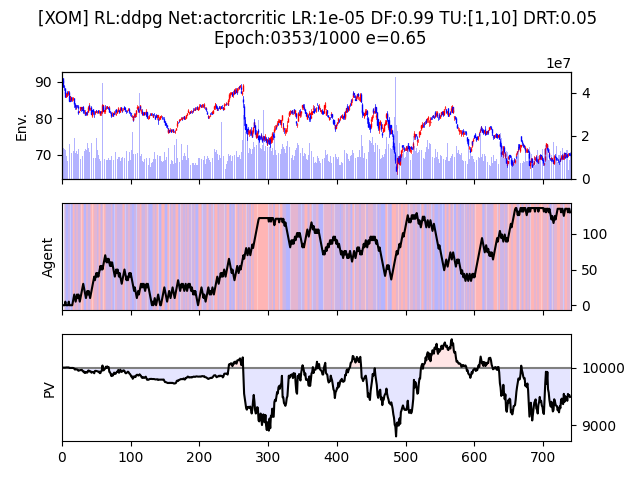 [XOM] RL:ddpg Net:actorcritic LR:1e-05 DF:0.99 TU:[1,10] DRT:0.05
Epoch:0353/1000 e=0.65
1e7
Env.
90
80
70
4
2
0
Agent
100
50
0
PV
10000
9000
0 100 200 300 400 500 600 700